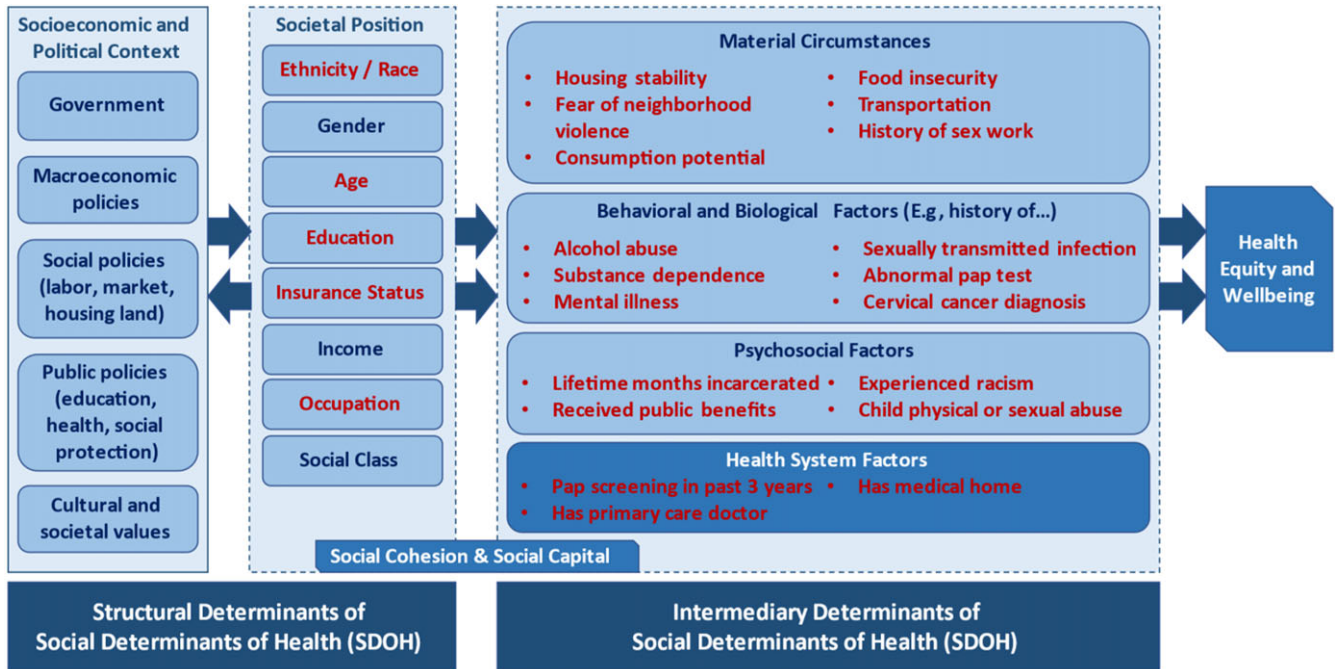 Socioeconomic and
Political Context
Government
Macroeconomic
policies
Social policies
(labor, market,
housing land)
Public policies
(education,
health, social
protection)
Cultural and
societal values
Societal Position
Ethnicity / Race
Gender
Age
Education
Insurance Status
Income
Occupation
Social Class
Material Circumstances
• Housing stability
• Fear of neighborhood
violence
• Consumption potential
• Food insecurity
• Transportation
• History of sex work
Behavioral and Biological Factors (E.g, history of...)
• Alcohol abuse
• Substance dependence
• Mental illness
• Sexually transmitted infection
• Abnormal pap test
• Cervical cancer diagnosis
Psychosocial Factors
• Lifetime months incarcerated
• Received public benefits
• Experienced racism
• Child physical or sexual abuse
Health System Factors
• Pap screening in past 3 years
• Has primary care doctor
• Has medical home
Social Cohesion & Social Capital
Health
Equity and
Wellbeing
Structural Determinants of
Social Determinants of Health (SDOH)
Intermediary Determinants of
Social Determinants of Health (SDOH)